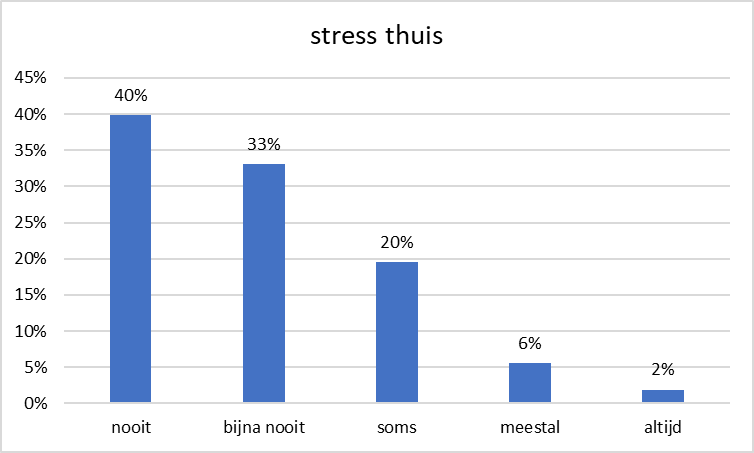 stress thuis
45%
40%
35%
30%
25%
20%
15%
10%
5%
0%
40%
33%
20%
6%
2%
nooit
bijna nooit
soms
meestal
altijd